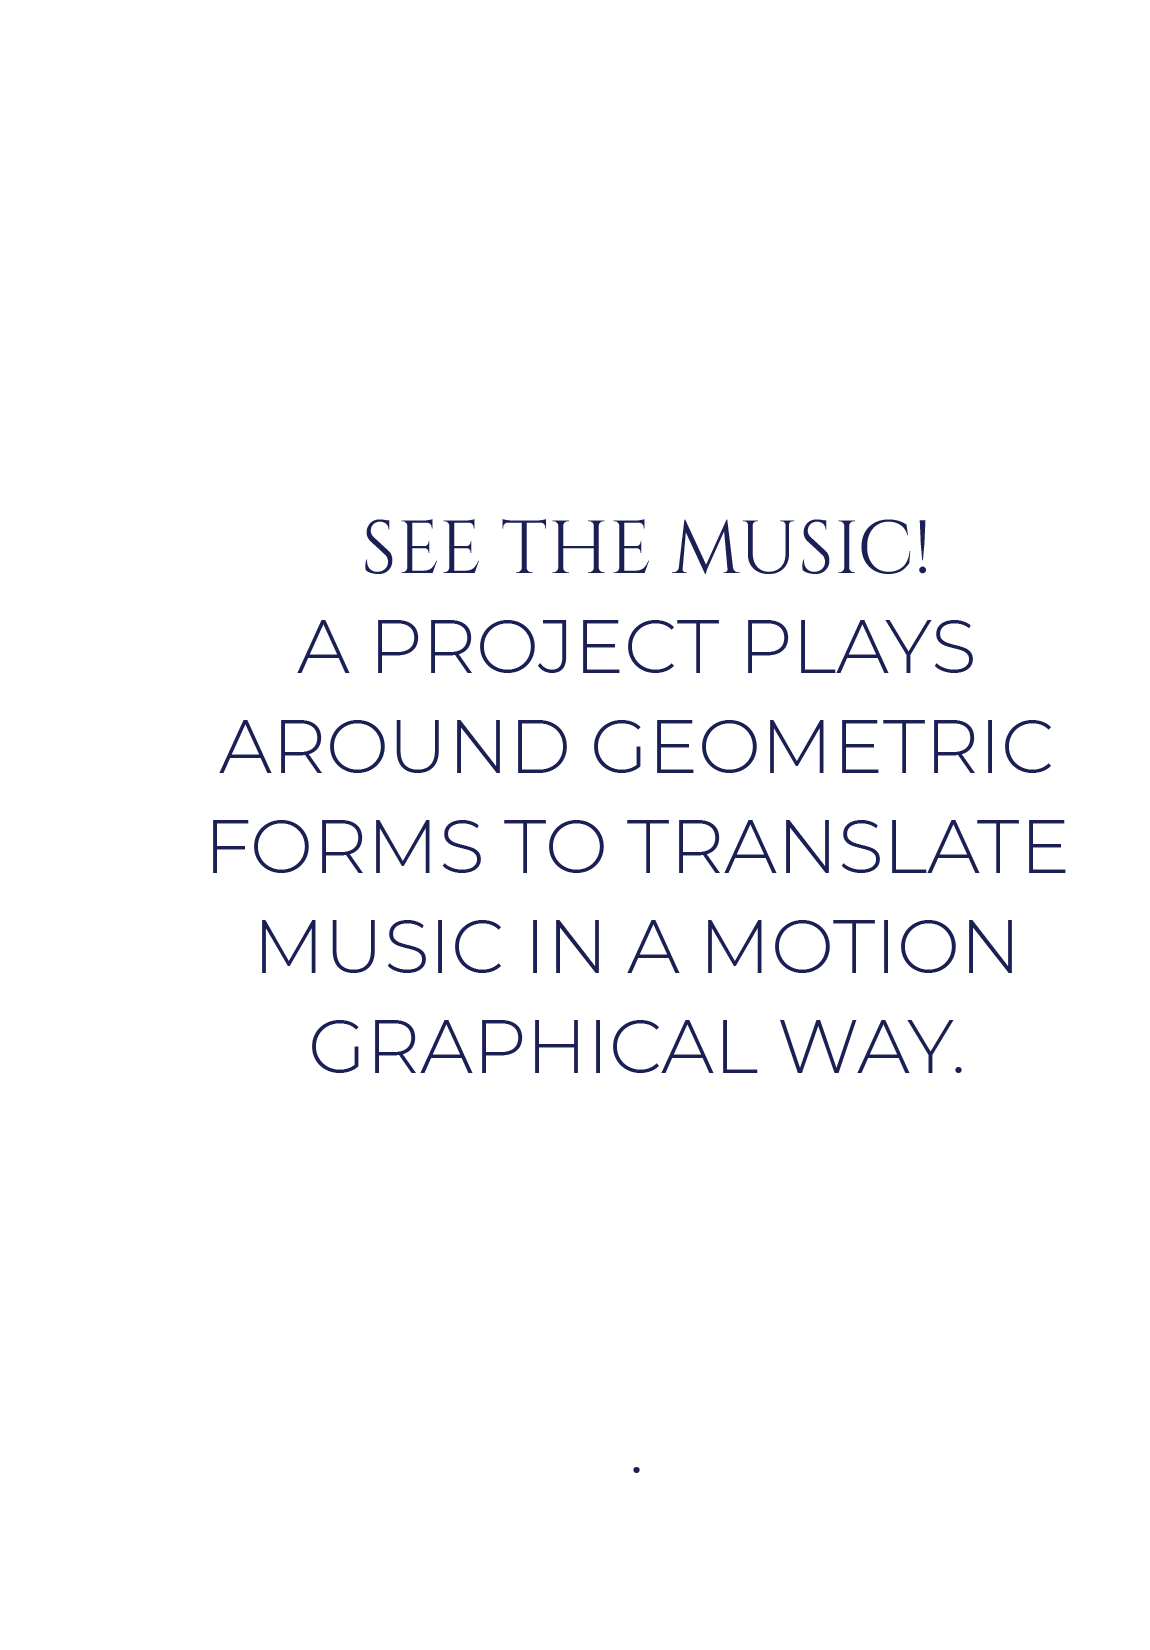 SEE THE MUSIC!
A PROJECT PLAYS
AROUND GEOMETRIC
FORMS TO TRANSLATE
MUSIC IN A MOTION
GRAPHICAL WAY.
.